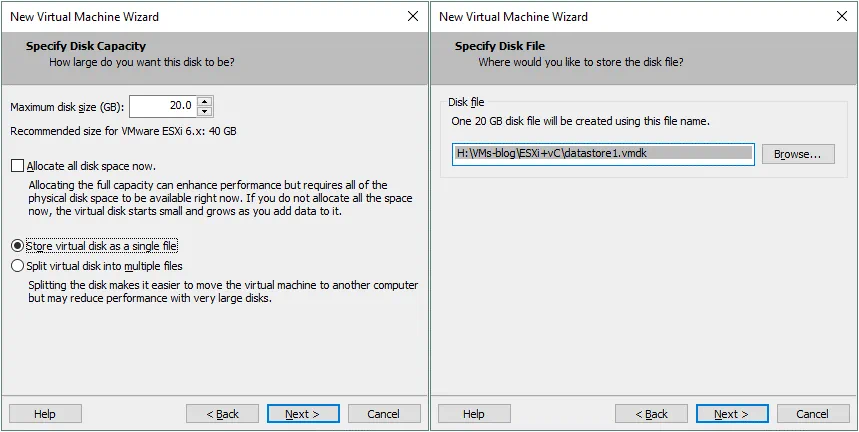 New Virtual Machine Wizard
Specify Disk Capacity
How large do you want this disk to be?
Maximum disk size (GB): 20.0
Recommended size for VMware ESXi 6.x: 40 GB
Allocate all disk space now.
Allocating the full capacity can enhance performance but requires all of the
physical disk space to be available right now. If you do not allocate all the space
now, the virtual disk starts small and grows as you add data to it.
Store virtual disk as a single file
Split virtual disk into multiple files
Splitting the disk makes it easier to move the virtual machine to another computer
but may reduce performance with very large disks.
Help < Back Next > Cancel
New Virtual Machine Wizard
Specify Disk File
Where would you like to store the disk file?
Disk file
One 20 GB disk file will be created using this file name.
H:\VMs-blog\ESXi+vC\datastore1.vmdk Browse...
Help < Back Next > Cancel